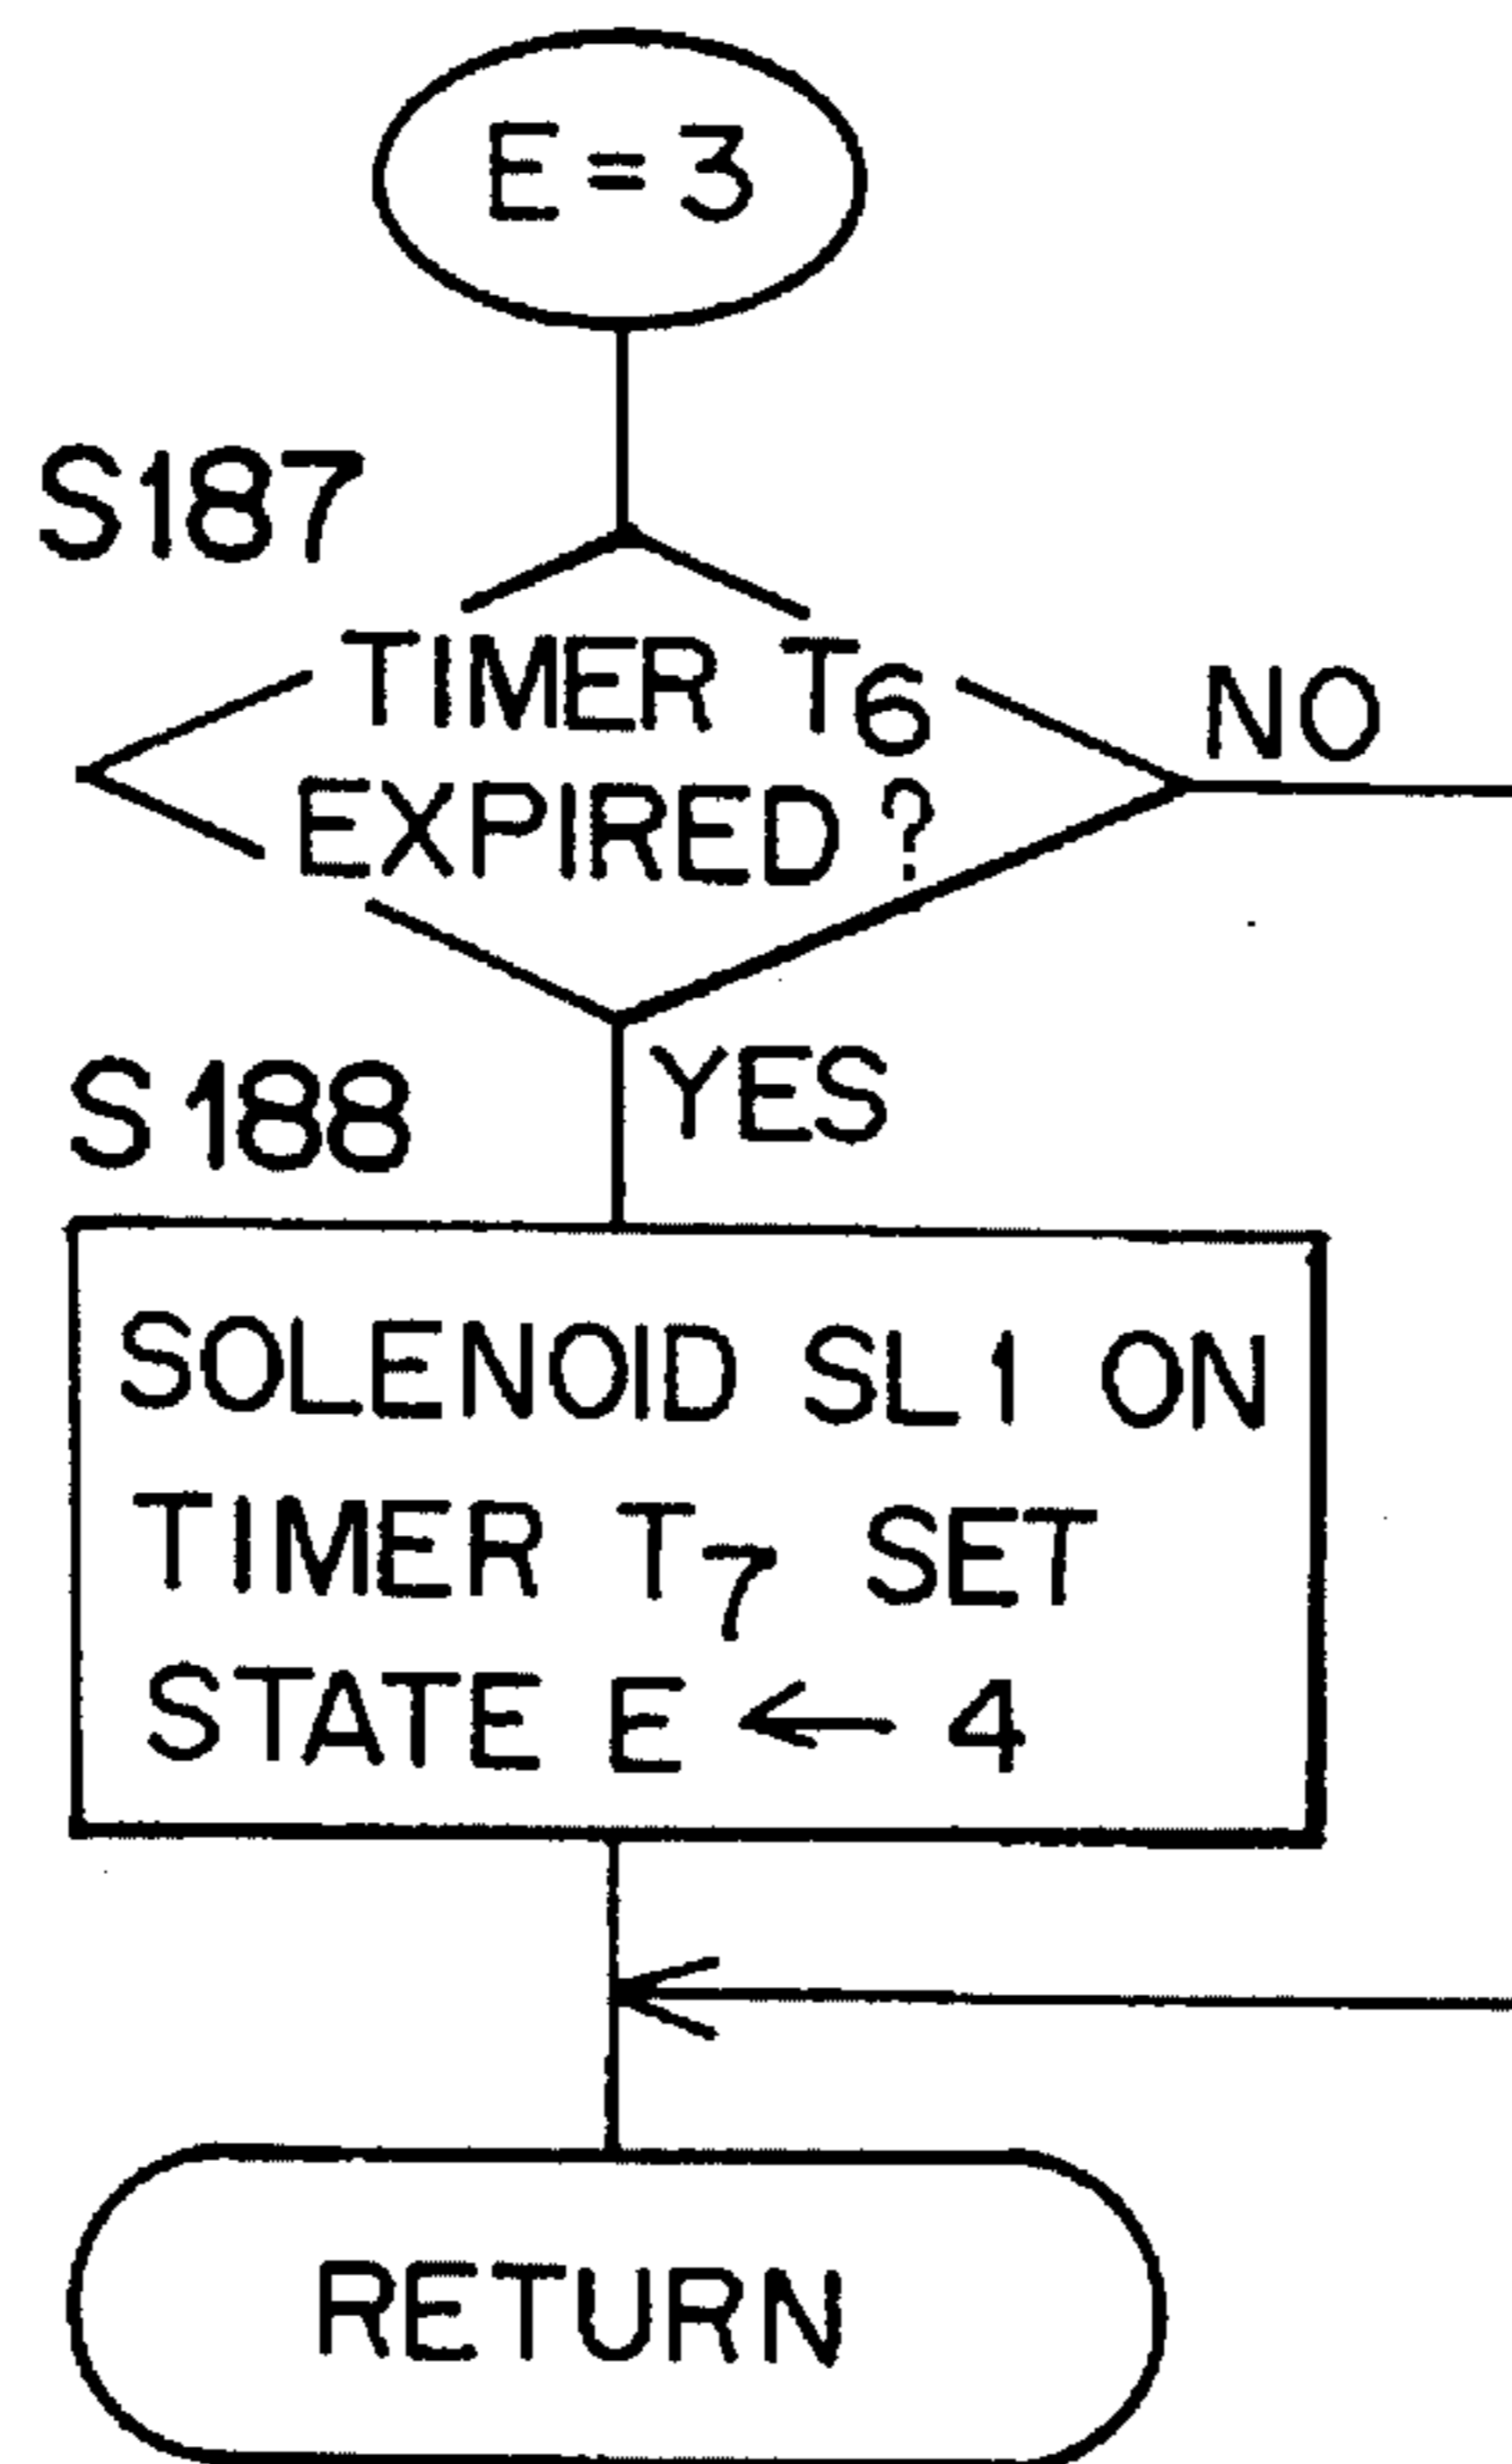 E=3
S187
TIMER T6
EXPIRED?
NO
YES
S188
SOLENOID SL1 ON
TIMER T7 SET
STATE E ← 4
RETURN